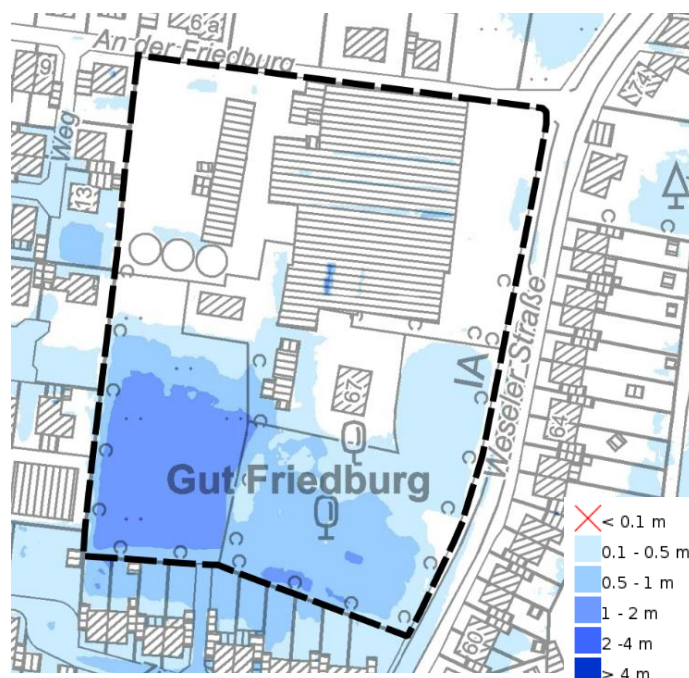 6a
An der Friedburg
9
Weg
74
13
IA
Weseler Straße
67
64
Gut Friedburg
60
< 0.1 m
0.1 - 0.5 m
0.5 - 1 m
1 - 2 m
2 -4 m
> 4 m